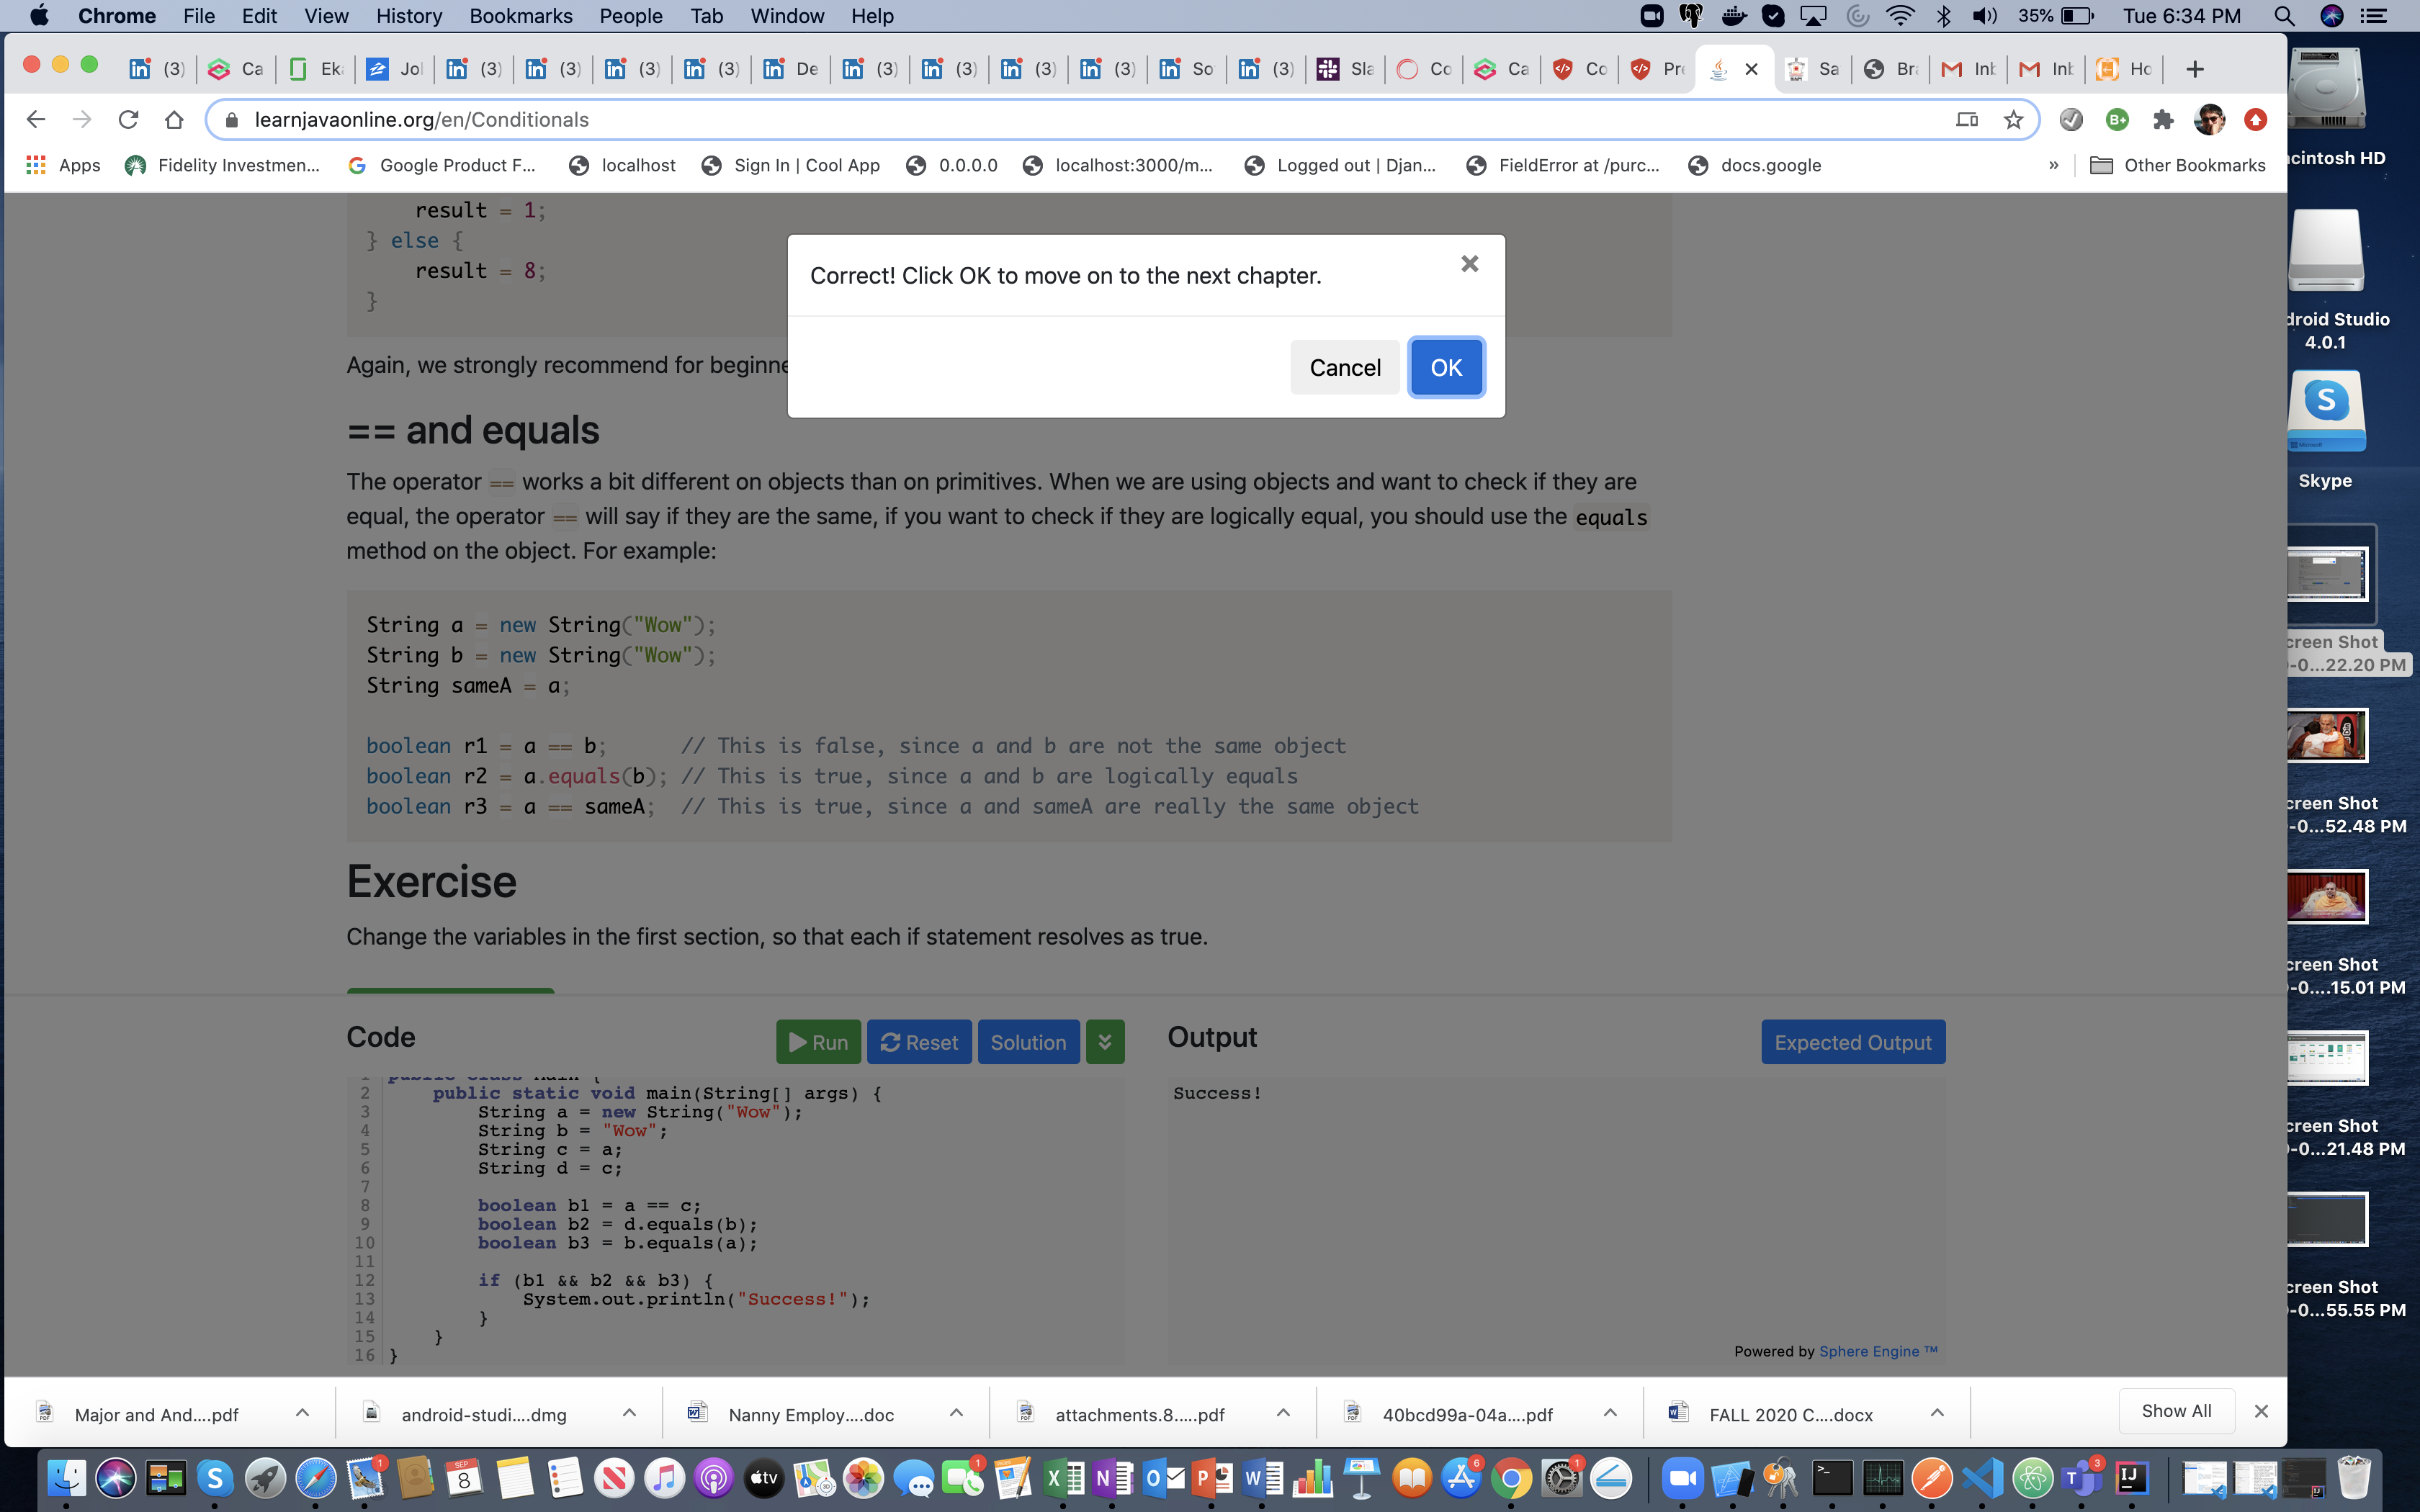 Chrome File Edit View History Bookmarks People Tab Window Help 35% Tue 6:34 PM
(3) Ca Ek Jo (3) (3) (3) (3) De (3) (3) (3) (3) So (3) Sla Co Ca Co Pr Sa Br Inb Inb Ho
learnjavaonline.org/en/Conditionals
Apps Fidelity Investmen... Google Product F... localhost Sign In | Cool App 0.0.0.0 localhost:3000/m... Logged out | Djan... FieldError at /purc... docs.google » Other Bookmarks
result = 1;
} else {
result = 8;
}
Correct! Click OK to move on to the next chapter.
Cancel OK
Again, we strongly recommend for beginne
== and equals
The operator == works a bit different on objects than on primitives. When we are using objects and want to check if they are
equal, the operator == will say if they are the same, if you want to check if they are logically equal, you should use the equals
method on the object. For example:
String a = new String("Wow");
String b = new String("Wow");
String sameA = a;
boolean r1 = a == b; // This is false, since a and b are not the same object
boolean r2 = a.equals(b); // This is true, since a and b are logically equals
boolean r3 = a == sameA; // This is true, since a and sameA are really the same object
Exercise
Change the variables in the first section, so that each if statement resolves as true.
Code Run Reset Solution
1 public class Main {
2 public static void main(String[] args) {
3 String a = new String("Wow");
4 String b = "Wow";
5 String c = a;
6 String d = c;
7
8 boolean b1 = a == c;
9 boolean b2 = d.equals(b);
10 boolean b3 = b.equals(a);
11
12 if (b1 && b2 && b3) {
13 System.out.println("Success!");
14 }
15 }
16 }
Output Expected Output
Success!
Powered by Sphere Engine ™
Major and And....pdf android-studi....dmg Nanny Employ....doc attachments.8.....pdf 40bcd99a-04a....pdf FALL 2020 C....docx Show All
cintosh HD
droid Studio
4.0.1
Skype
creen Shot
-0...22.20 PM
creen Shot
-0...52.48 PM
creen Shot
-0....15.01 PM
creen Shot
-0...21.48 PM
creen Shot
-0...55.55 PM